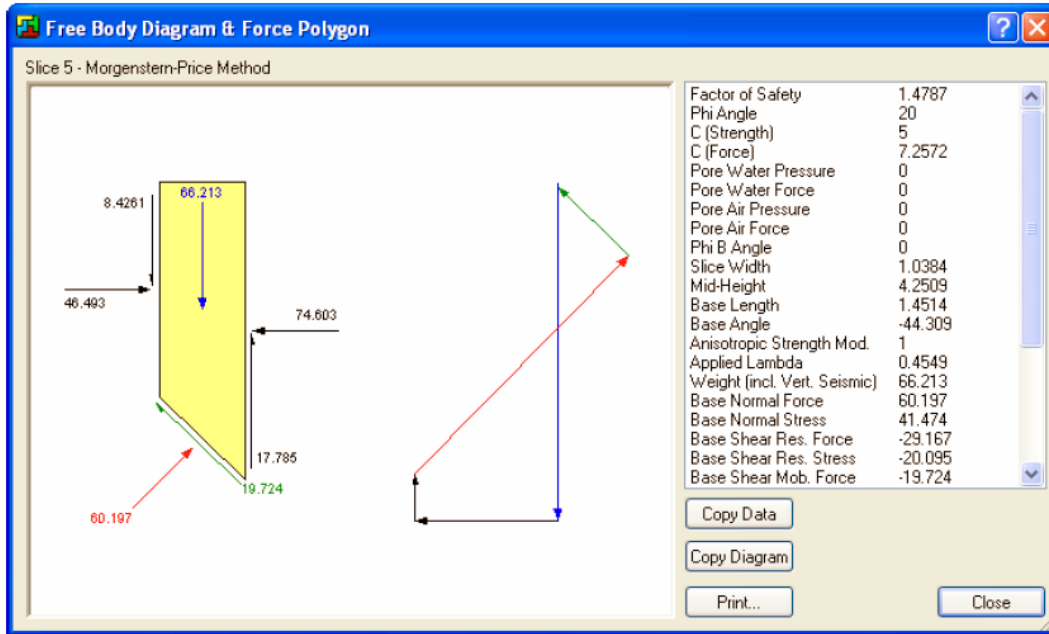 Free Body Diagram & Force Polygon
Slice 5 - Morgenstern-Price Method
66.213
8.4261
46.493
74.603
17.785
19.724
60.197
Factor of Safety 1.4787
Phi Angle 20
C (Strength) 5
C (Force) 7.2572
Pore Water Pressure 0
Pore Water Force 0
Pore Air Pressure 0
Pore Air Force 0
Phi B Angle 0
Slice Width 1.0384
Mid-Height 4.2509
Base Length 1.4514
Base Angle -44.309
Anisotropic Strength Mod. 1
Applied Lambda 0.4549
Weight (incl. Vert. Seismic) 66.213
Base Normal Force 60.197
Base Normal Stress 41.474
Base Shear Res. Force -29.167
Base Shear Res. Stress -20.095
Base Shear Mob. Force -19.724
Copy Data
Copy Diagram
Print...
Close